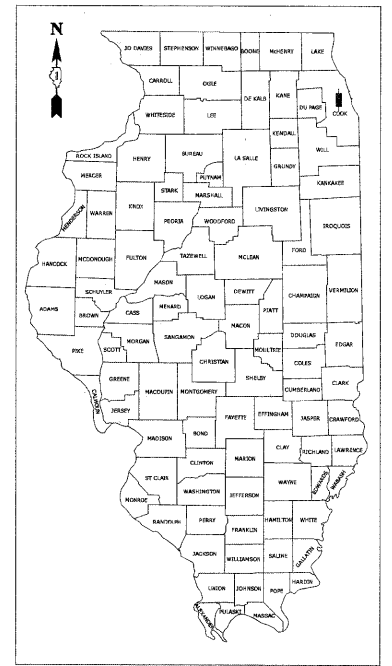 N
JO DAVIES STEPHENSON WINNEBAGO BOONE McHENRY LAKE
CARROLL OGLE DE KALB KANE
DU PAGE COOK
WHITESIDE LEE
KENDALL WILL
ROCK ISLAND HENRY BUREAU LA SALLE GRUNDY
MERCER PUTNAM KANKAKEE
STARK MARSHALL
HENDERSON WARREN KNOX PEORIA WOODFORD LIVINGSTON IROQUOIS
HANCOCK McDONOUGH FULTON TAZEWELL McLEAN FORD
MASON
SCHUYLER LOGAN DEWITT CHAMPAIGN VERMILION
ADAMS BROWN CASS MENARD PIATT
MACON
SANGAMON DOUGLAS
PIKE SCOTT MORGAN CHRISTIAN MOULTRIE COLES EDGAR
GREENE MACOUPIN MONTGOMERY SHELBY CUMBERLAND CLARK
CALHOUN JERSEY
FAYETTE EFFINGHAM JASPER CRAWFORD
MADISON BOND
CLAY RICHLAND LAWRENCE
CLINTON MARION
ST CLAIR WAYNE EDWARDS WABASH
MONROE WASHINGTON JEFFERSON
RANDOLPH PERRY HAMILTON WHITE
FRANKLIN
JACKSON WILLIAMSON SALINE GALLATIN
UNION JOHNSON POPE HARDIN
ALEXANDER PULASKI MASSAC